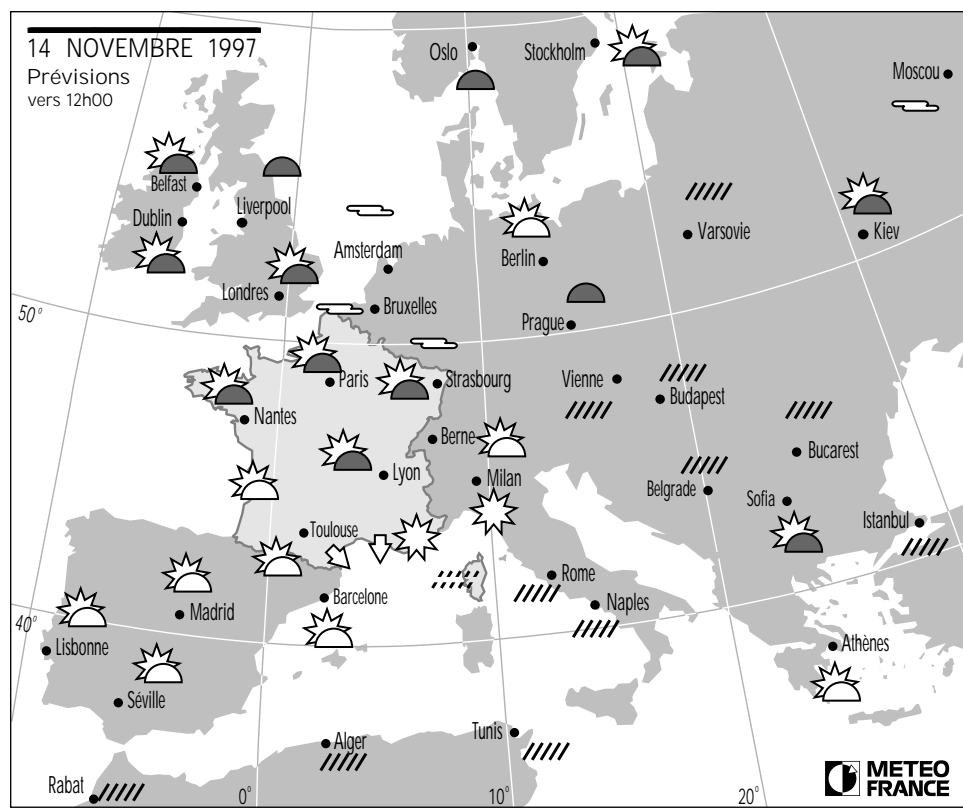 14 NOVEMBRE 1997
Prévisions
vers 12h00
Oslo
Stockholm
Moscou
Belfast
Dublin
Liverpool
Varsovie
Kiev
Amsterdam
Berlin
Londres
Bruxelles
50°
Prague
Paris
Strasbourg
Vienne
Budapest
Nantes
Berne
Lyon
Milan
Bucarest
Belgrade
Sofia
Istanbul
Toulouse
Rome
Barcelone
Naples
Madrid
40°
Lisbonne
Athènes
Séville
Alger
Tunis
Rabat
0°
10°
20°
METEO
FRANCE